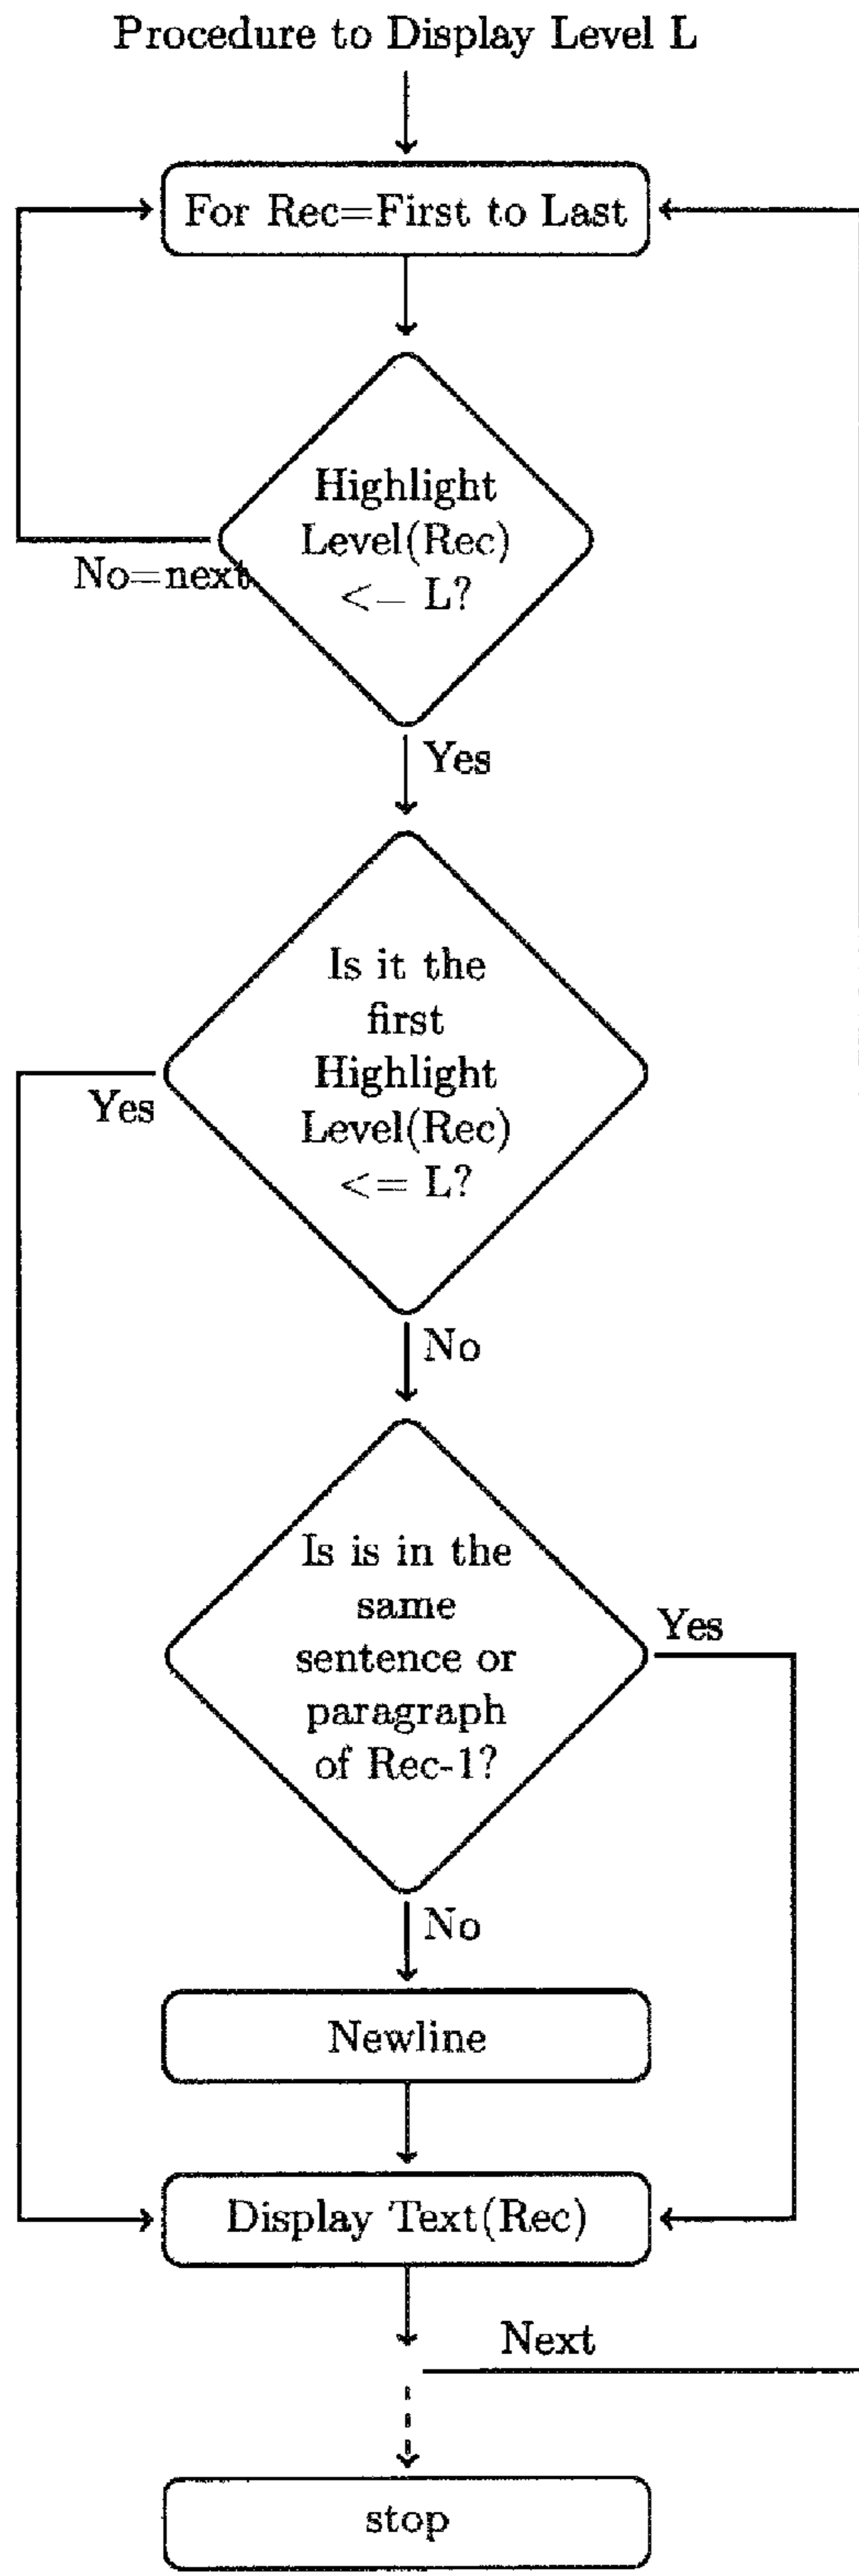 Procedure to Display Level L
For Rec=First to Last
Highlight
Level(Rec)
<= L?
No=next
Yes
Is it the
first
Highlight
Level(Rec)
<= L?
Yes
No
Is is in the
same
sentence or
paragraph
of Rec-1?
Yes
No
Newline
Display Text(Rec)
Next
stop